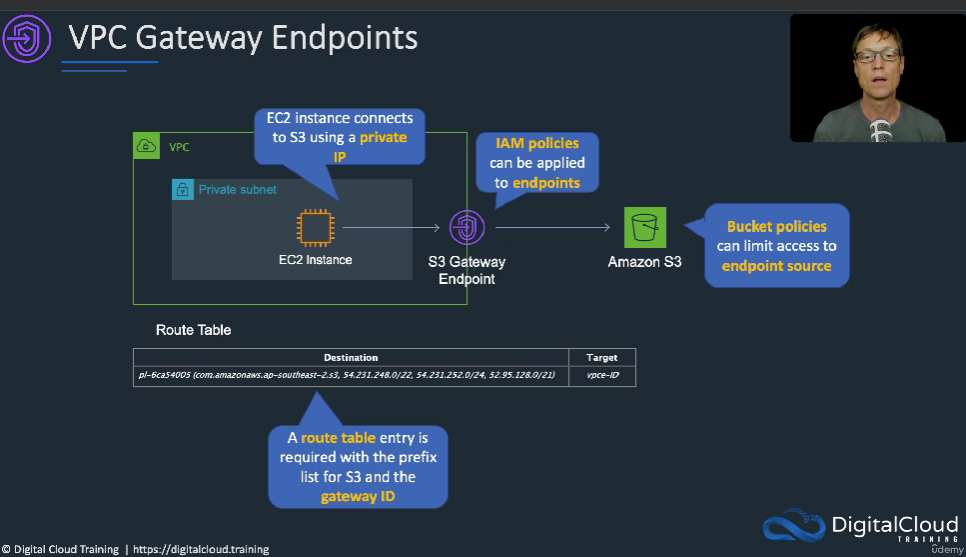 VPC Gateway Endpoints
EC2 instance connects
to S3 using a private
IP
IAM policies
can be applied
to endpoints
VPC
Private subnet
EC2 Instance
S3 Gateway
Endpoint
Amazon S3
Bucket policies
can limit access to
endpoint source
Route Table
Destination
Target
pl-6ca54005 (com.amazonaws.ap-southeast-2.s3, 54.231.248.0/22, 54.231.252.0/24, 52.95.128.0/21)
vpce-ID
A route table entry is
required with the prefix
list for S3 and the
gateway ID
DigitalCloud
TRAINING
© Digital Cloud Training | https://digitalcloud.training
ûdemy